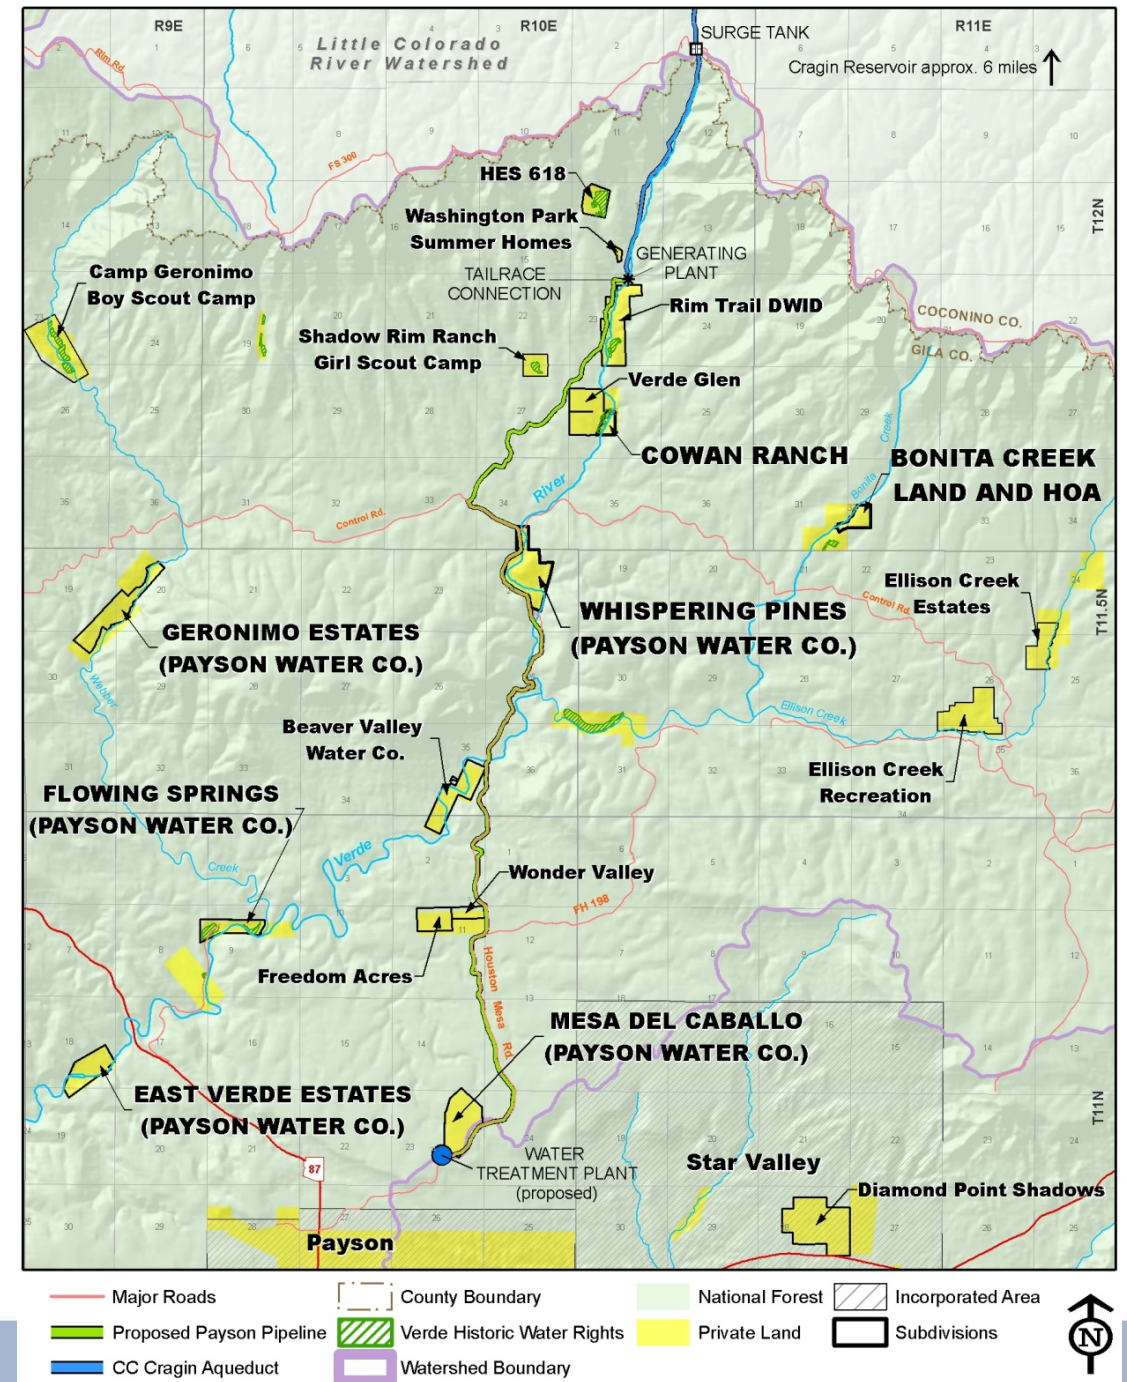 R9E
R10E
R11E
Little Colorado
River Watershed
SURGE TANK
Cragin Reservoir approx. 6 miles
Rim Rd.
FS 300
HES 618
Washington Park
Summer Homes
GENERATING
PLANT
TAILRACE
CONNECTION
T12N
Camp Geronimo
Boy Scout Camp
Rim Trail DWID
COCONINO CO.
GILA CO.
Shadow Rim Ranch
Girl Scout Camp
Verde Glen
COWAN RANCH
Creek
Bonita
BONITA CREEK
LAND AND HOA
River
Control Rd.
Ellison Creek
Estates
Control Rd.
T11.5N
WHISPERING PINES
(PAYSON WATER CO.)
GERONIMO ESTATES
(PAYSON WATER CO.)
Webber
Ellison Creek
Beaver Valley
Water Co.
Ellison Creek
Recreation
FLOWING SPRINGS
(PAYSON WATER CO.)
Verde
Creek
Wonder Valley
FH 198
Freedom Acres
Houston Mesa Rd.
MESA DEL CABALLO
(PAYSON WATER CO.)
EAST VERDE ESTATES
(PAYSON WATER CO.)
T11N
87
WATER
TREATMENT PLANT
(proposed)
Star Valley
Diamond Point Shadows
Payson
Major Roads
County Boundary
National Forest
Incorporated Area
Proposed Payson Pipeline
Verde Historic Water Rights
Private Land
Subdivisions
CC Cragin Aqueduct
Watershed Boundary
N